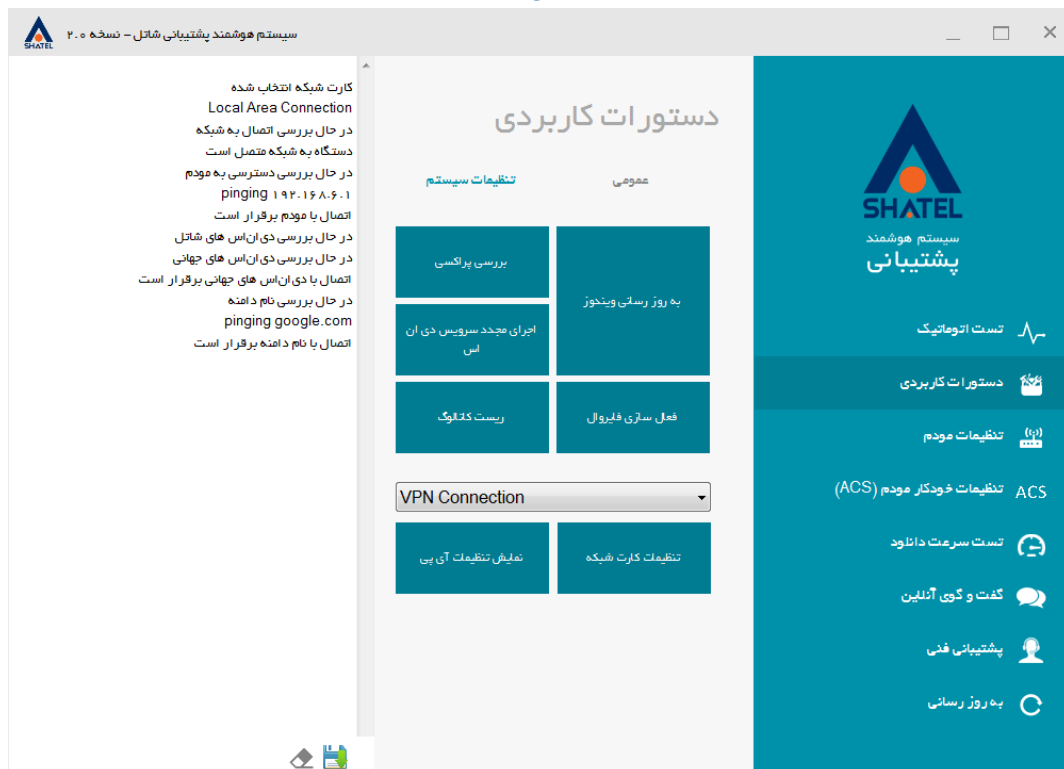 سیستم هوشمند پشتیبانی شاتل - نسخه ۲.۰
SHATEL
SHATEL
سیستم هوشمند
پشتیبانی
تست اتوماتیک
دستورات کاربردی
تنظیمات مودم
تنظیمات خودکار مودم (ACS)
ACS
تست سرعت دانلود
گفت و گوی آنلاین
پشتیبانی فنی
به روز رسانی
دستورات کاربردی
عمومی
تنظیمات سیستم
به روز رسانی ویندوز
بررسی پراکسی
اجرای مجدد سرویس دی ان
اس
فعال سازی فایروال
ریست کاتالوگ
VPN Connection
تنظیمات کارت شبکه
نمایش تنظیمات آی پی
کارت شبکه انتخاب شده
Local Area Connection
در حال بررسی اتصال به شبکه
دستگاه به شبکه متصل است
در حال بررسی دسترسی به مودم
pinging ۱۹۲.۱۶۸.۶.۱
اتصال با مودم برقرار است
در حال بررسی دی ان‌اس های شاتل
در حال بررسی دی ان‌اس های جهانی
اتصال با دی ان‌اس های جهانی برقرار است
در حال بررسی نام دامنه
pinging google.com
اتصال با نام دامنه برقرار است